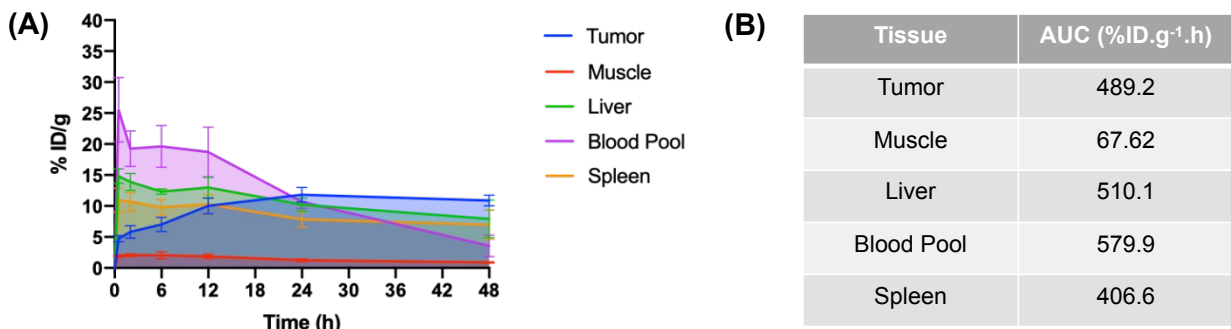 (A)
% ID/g
40
35
30
25
20
15
10
5
0
0 6 12 18 24 30 36 42 48
Time (h)
Tumor
Muscle
Liver
Blood Pool
Spleen
(B)
Tissue AUC (%ID.g⁻¹.h)
Tumor 489.2
Muscle 67.62
Liver 510.1
Blood Pool 579.9
Spleen 406.6